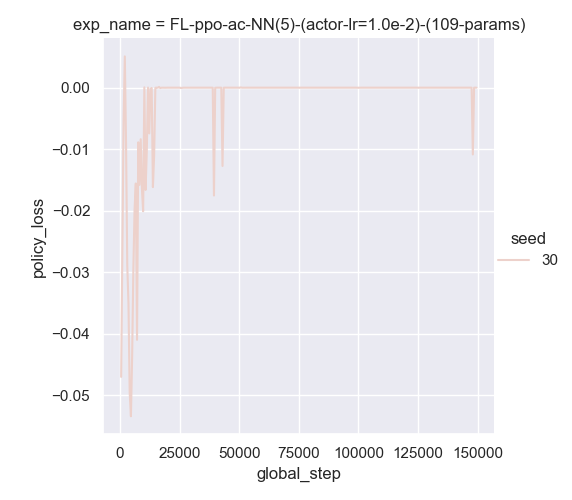 exp_name = FL-ppo-ac-NN(5)-(actor-lr=1.0e-2)-(109-params)
0.00
−0.01
−0.02
−0.03
−0.04
−0.05
policy_loss
0 25000 50000 75000 100000 125000 150000
global_step
seed
30